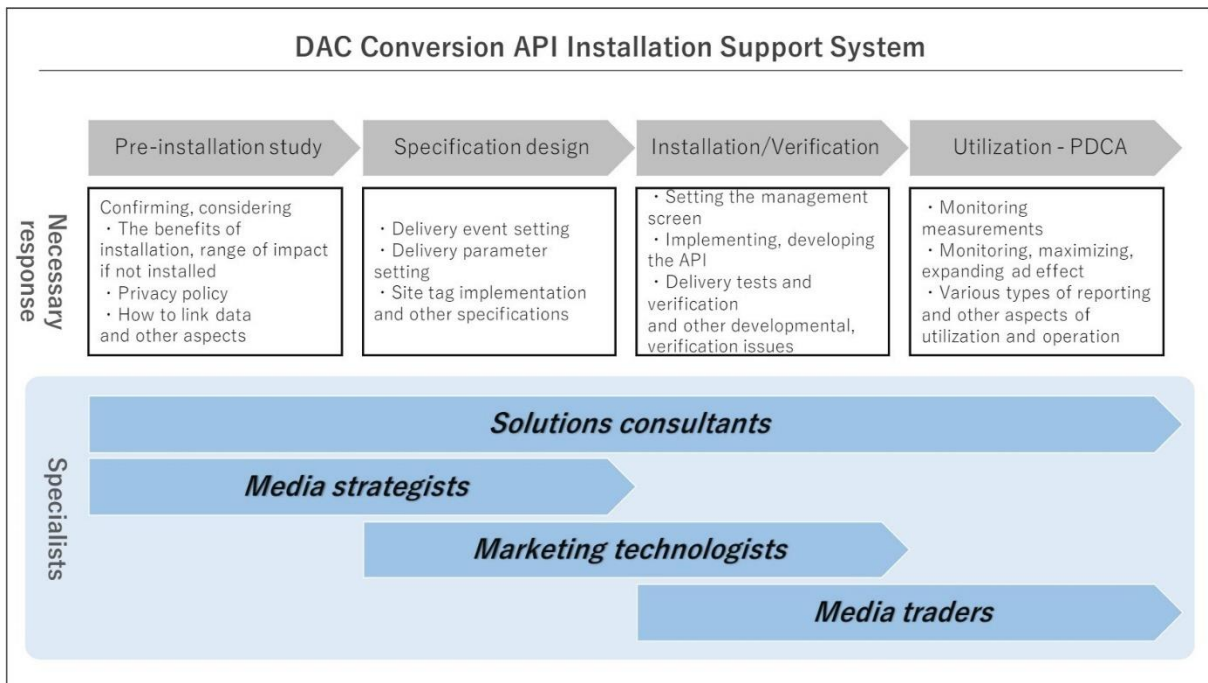 DAC Conversion API Installation Support System
Pre-installation study
Specification design
Installation/Verification
Utilization - PDCA
Necessary
response
Confirming, considering
・The benefits of
installation, range of impact
if not installed
・Privacy policy
・How to link data
and other aspects
・Delivery event setting
・Delivery parameter
setting
・Site tag implementation
and other specifications
・Setting the management
screen
・Implementing, developing
the API
・Delivery tests and
verification
and other developmental,
verification issues
・Monitoring
measurements
・Monitoring, maximizing,
expanding ad effect
・Various types of reporting
and other aspects of
utilization and operation
Specialists
Solutions consultants
Media strategists
Marketing technologists
Media traders